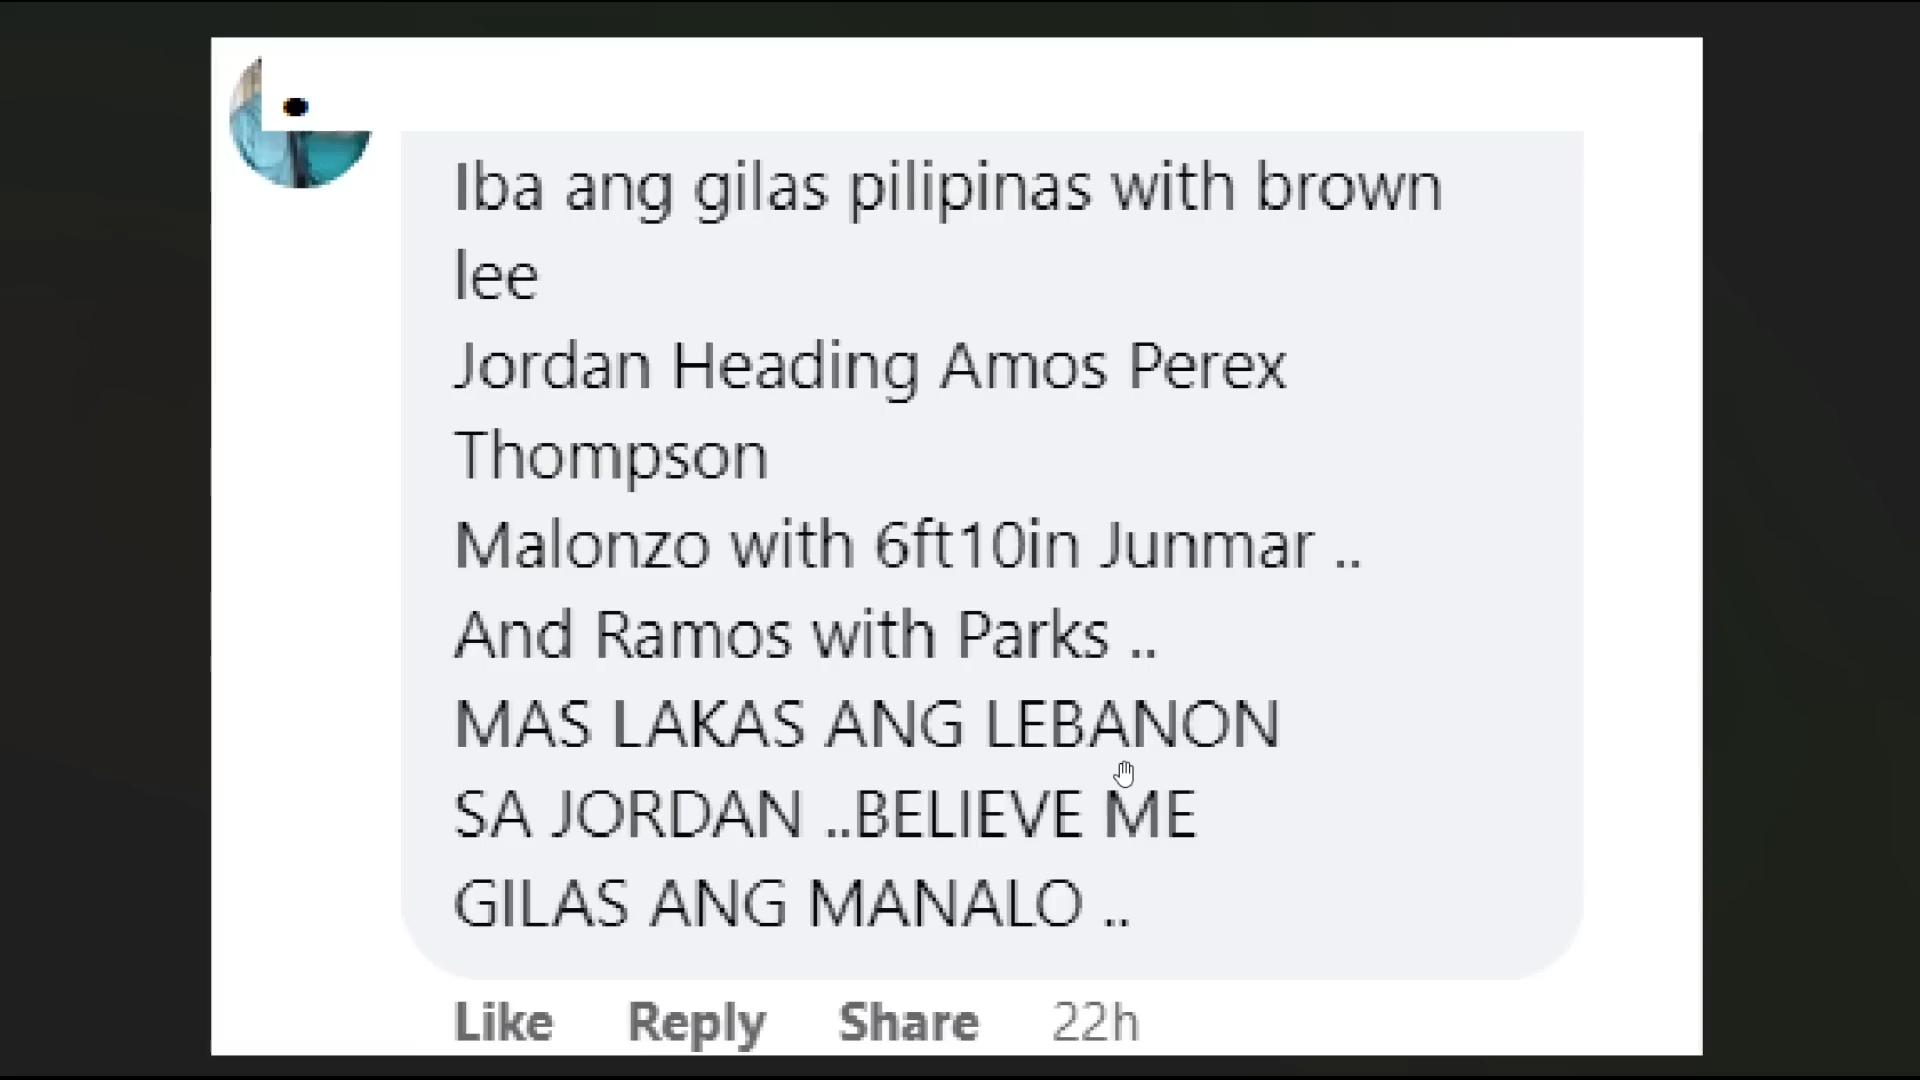 Iba ang gilas pilipinas with brown
lee
Jordan Heading Amos Perex
Thompson
Malonzo with 6ft10in Junmar ..
And Ramos with Parks ..
MAS LAKAS ANG LEBANON
SA JORDAN ..BELIEVE ME
GILAS ANG MANALO ..
Like Reply Share 22h